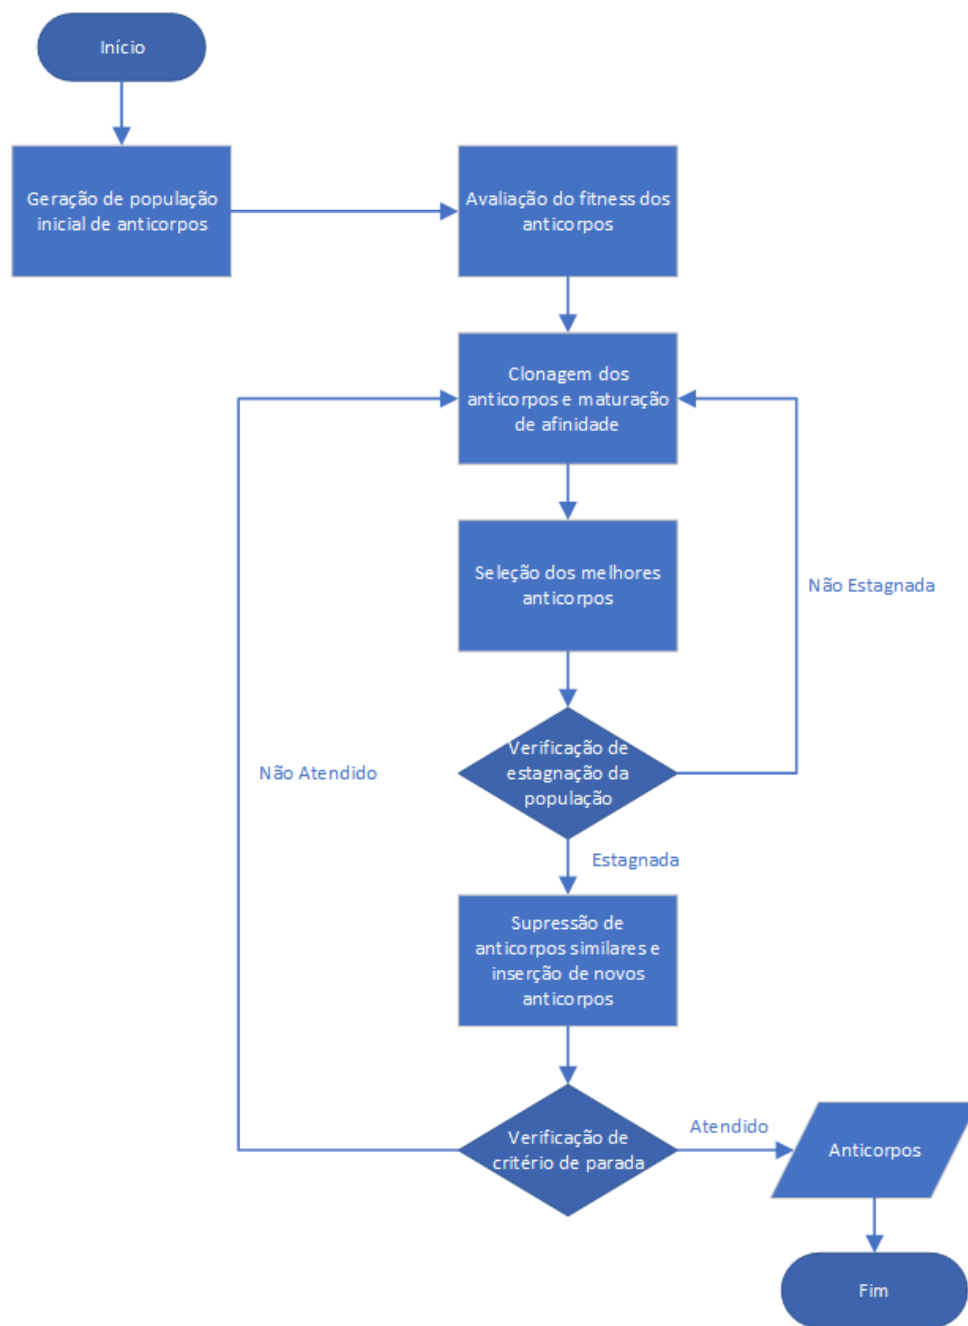 Início
Geração de população
inicial de anticorpos
Avaliação do fitness dos
anticorpos
Clonagem dos
anticorpos e maturação
de afinidade
Seleção dos melhores
anticorpos
Não Estagnada
Verificação de
estagnação da
população
Não Atendido
Estagnada
Supressão de
anticorpos similares e
inserção de novos
anticorpos
Verificação de
critério de parada
Atendido
Anticorpos
Fim